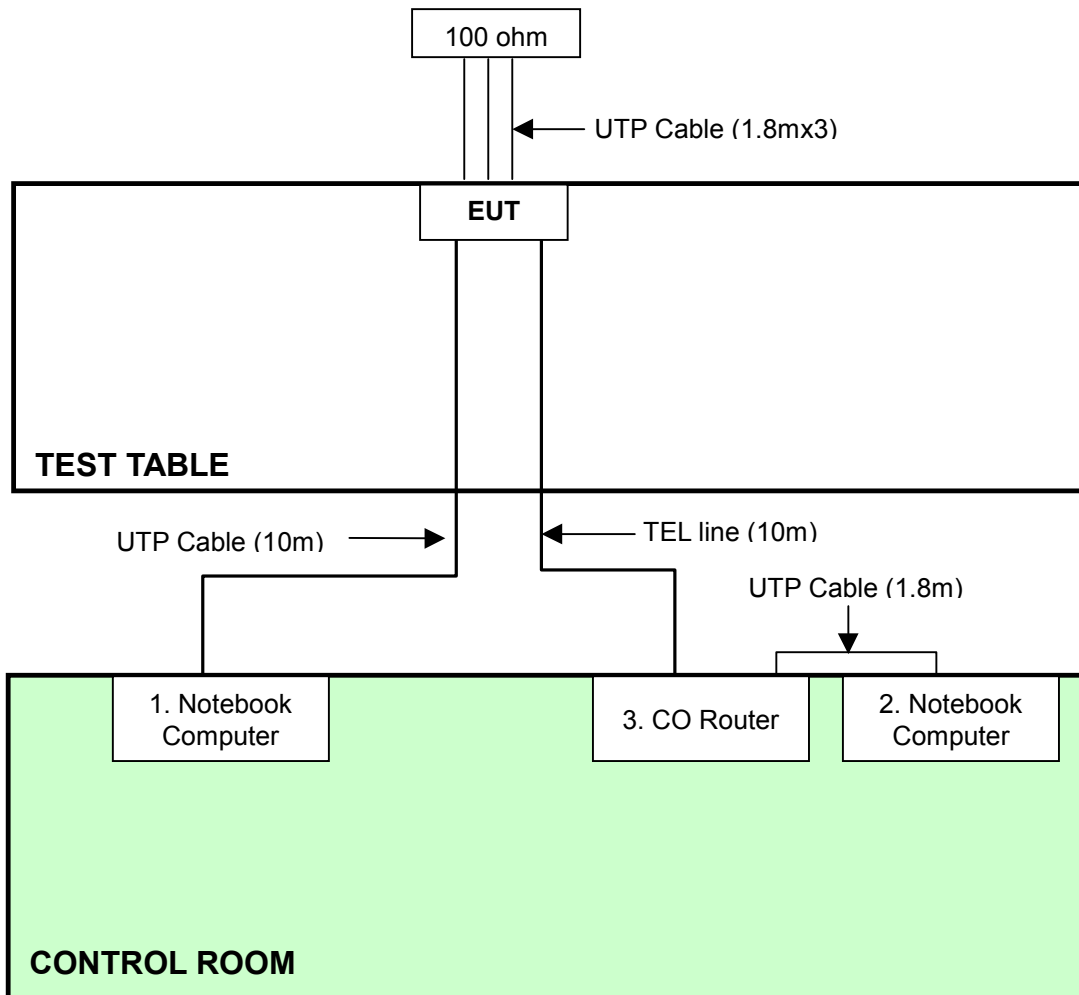 100 ohm
UTP Cable (1.8mx3)
EUT
TEST TABLE
UTP Cable (10m)
TEL line (10m)
UTP Cable (1.8m)
1. Notebook
Computer
3. CO Router
2. Notebook
Computer
CONTROL ROOM